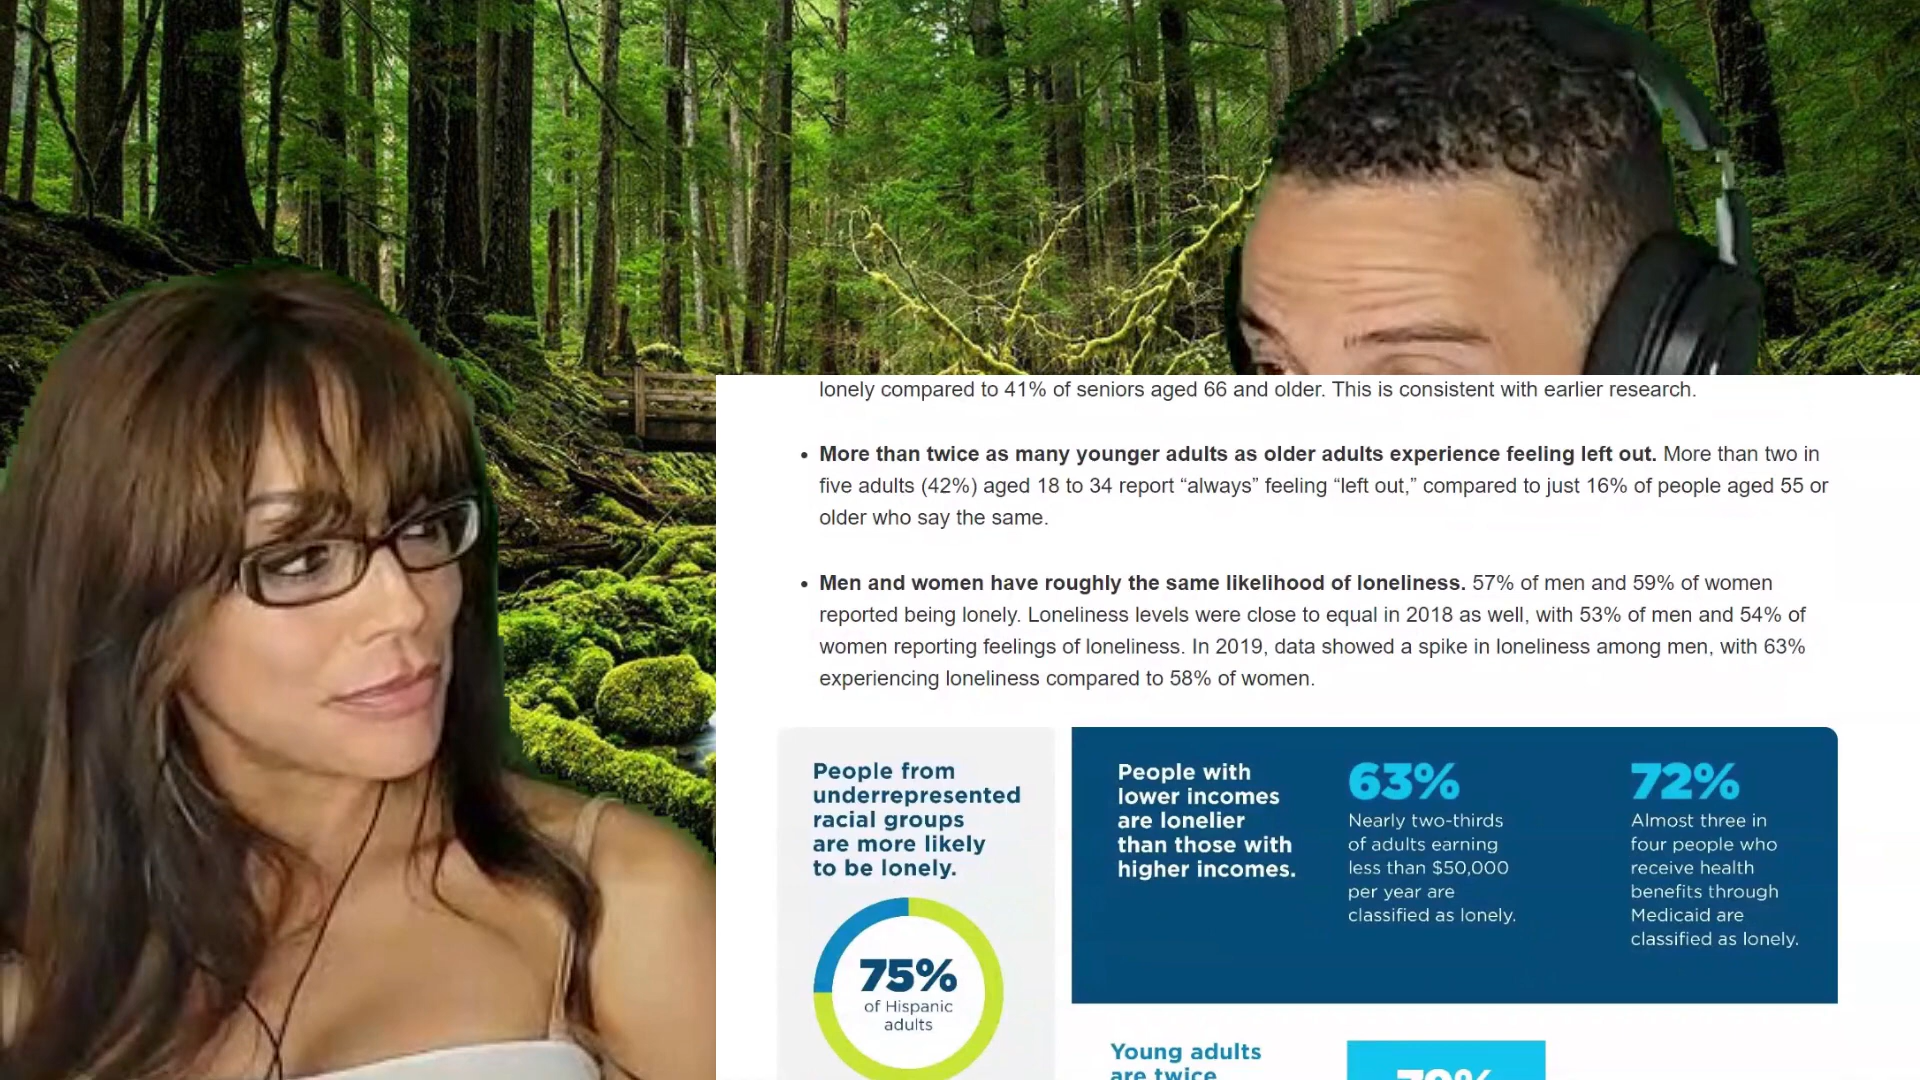 lonely compared to 41% of seniors aged 66 and older. This is consistent with earlier research.
• More than twice as many younger adults as older adults experience feeling left out. More than two in
five adults (42%) aged 18 to 34 report “always” feeling “left out,” compared to just 16% of people aged 55 or
older who say the same.
• Men and women have roughly the same likelihood of loneliness. 57% of men and 59% of women
reported being lonely. Loneliness levels were close to equal in 2018 as well, with 53% of men and 54% of
women reporting feelings of loneliness. In 2019, data showed a spike in loneliness among men, with 63%
experiencing loneliness compared to 58% of women.
People from
underrepresented
racial groups
are more likely
to be lonely.
75%
of Hispanic
adults
People with
lower incomes
are lonelier
than those with
higher incomes.
63%
Nearly two-thirds
of adults earning
less than $50,000
per year are
classified as lonely.
72%
Almost three in
four people who
receive health
benefits through
Medicaid are
classified as lonely.
Young adults
are twice